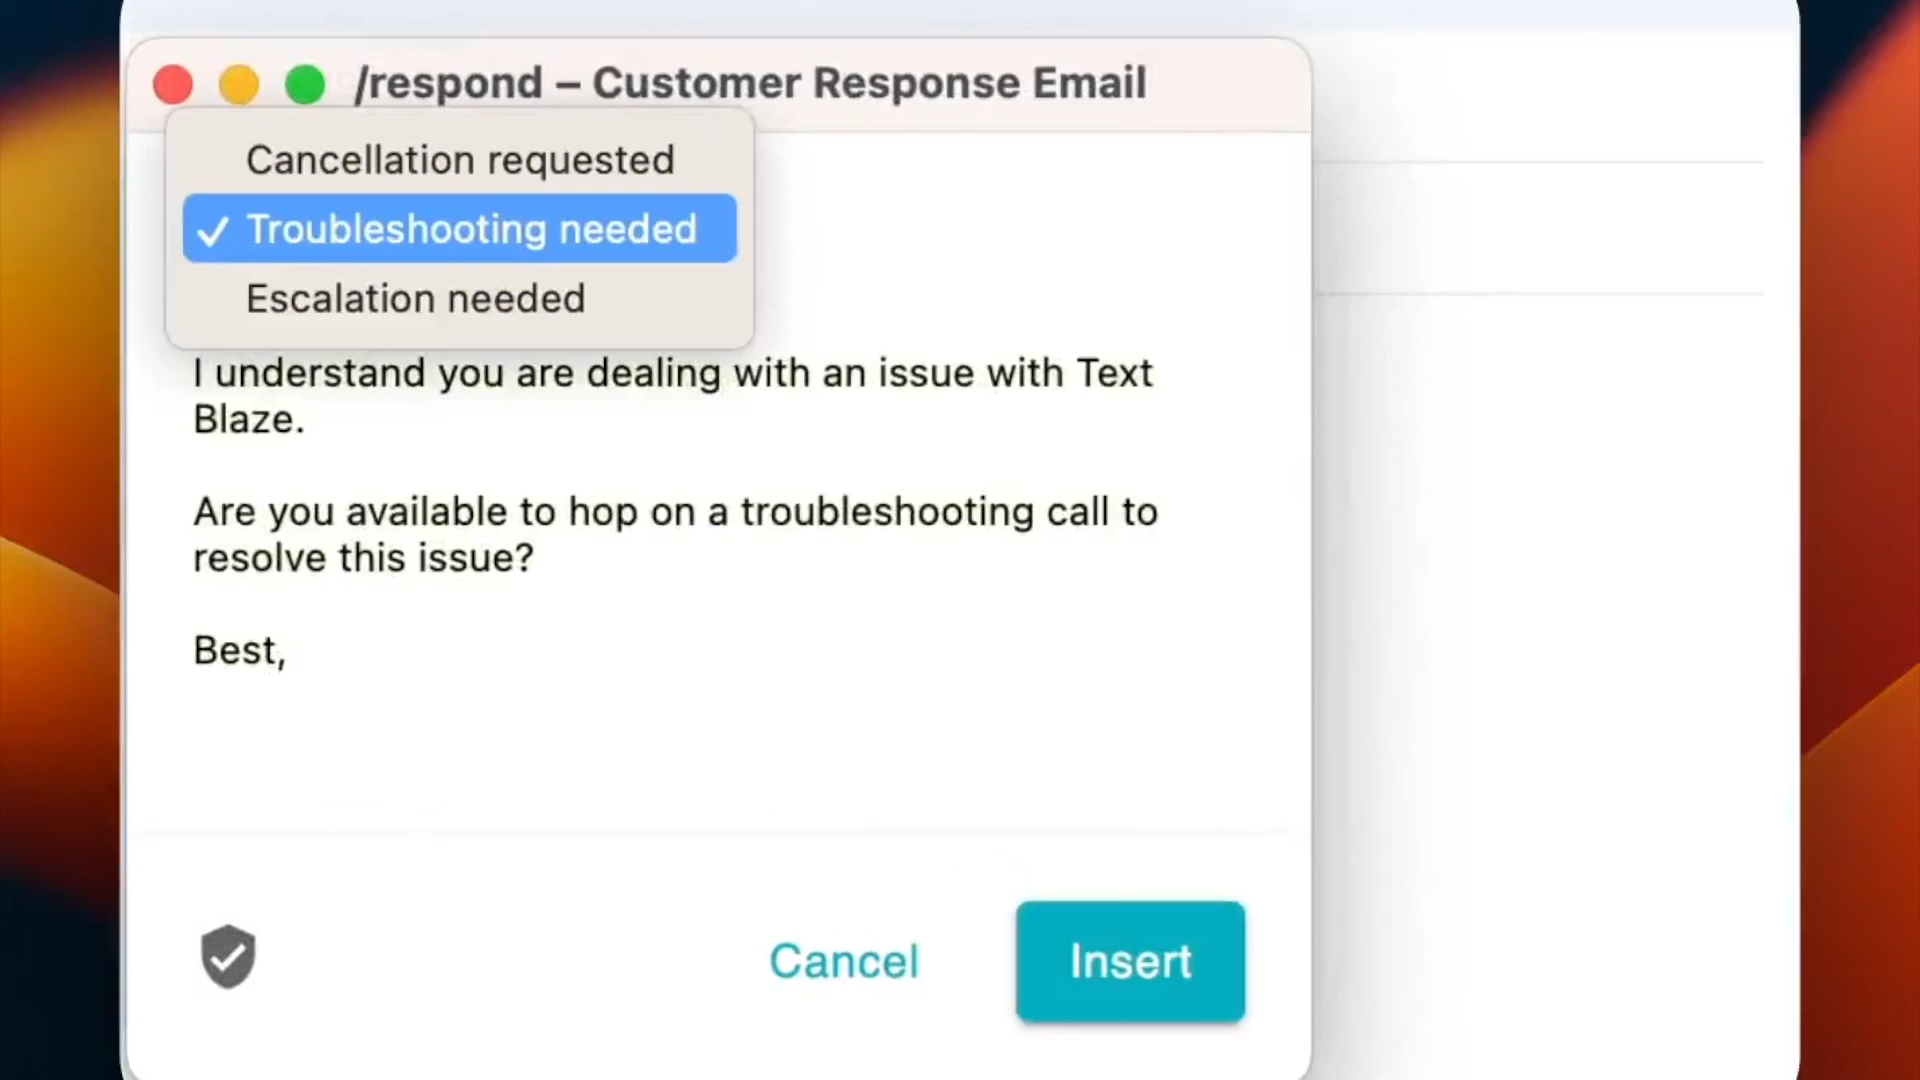 /respond – Customer Response Email
Cancellation requested
Troubleshooting needed
Escalation needed
I understand you are dealing with an issue with Text
Blaze.
Are you available to hop on a troubleshooting call to
resolve this issue?
Best,
Cancel
Insert